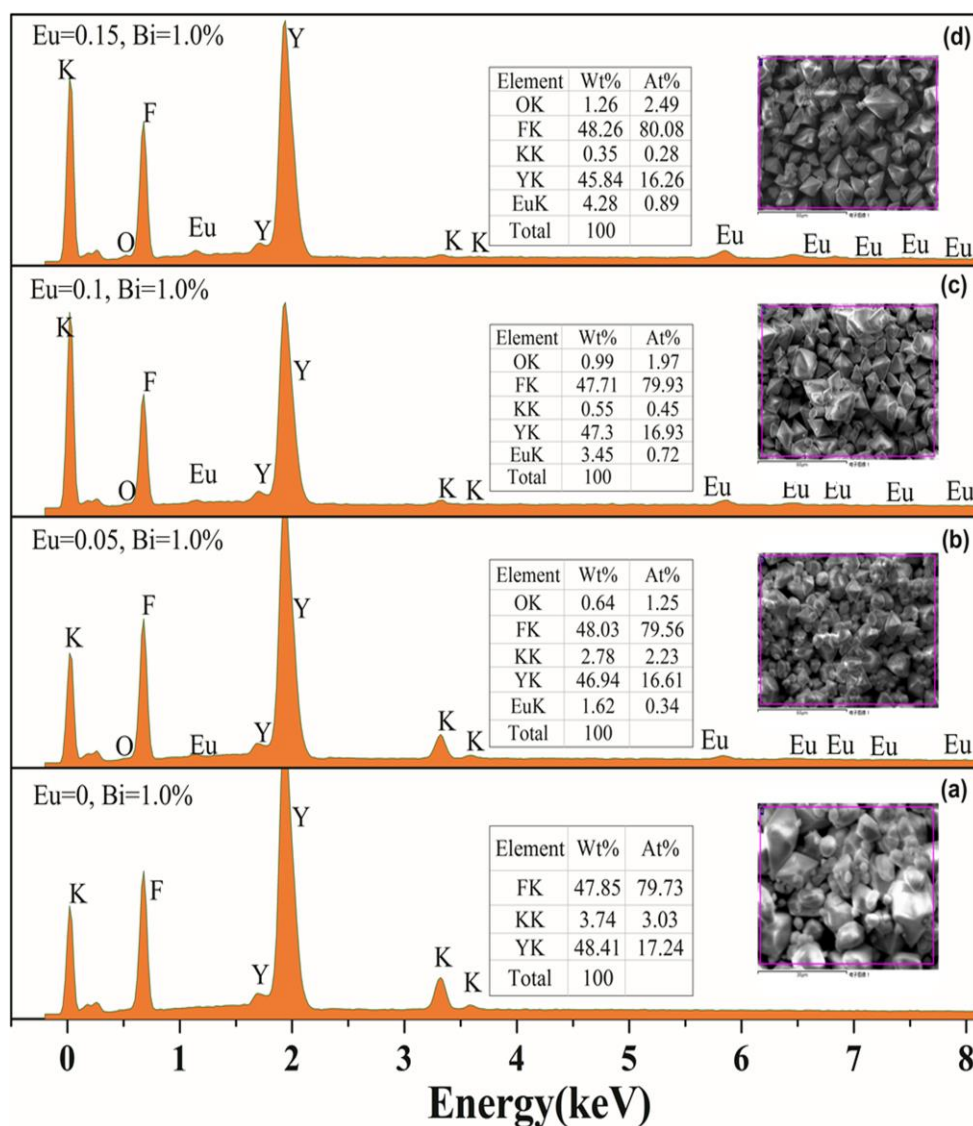 Eu=0.15, Bi=1.0%
(d)
K
F
Y
O
Eu
Y
K K
Eu
Eu
Eu
Eu
Eu
Element Wt% At%
OK 1.26 2.49
FK 48.26 80.08
KK 0.35 0.28
YK 45.84 16.26
EuK 4.28 0.89
Total 100
Eu=0.1, Bi=1.0%
(c)
K
F
Y
O
Eu
Y
K K
Eu
Eu
Eu
Eu
Eu
Element Wt% At%
OK 0.99 1.97
FK 47.71 79.93
KK 0.55 0.45
YK 47.3 16.93
EuK 3.45 0.72
Total 100
Eu=0.05, Bi=1.0%
(b)
K
F
Y
O
Eu
Y
K
K
Eu
Eu
Eu
Eu
Eu
Element Wt% At%
OK 0.64 1.25
FK 48.03 79.56
KK 2.78 2.23
YK 46.94 16.61
EuK 1.62 0.34
Total 100
Eu=0, Bi=1.0%
(a)
K
F
Y
Y
K
K
Element Wt% At%
FK 47.85 79.73
KK 3.74 3.03
YK 48.41 17.24
Total 100
0 1 2 3 4 5 6 7 8
Energy(keV)